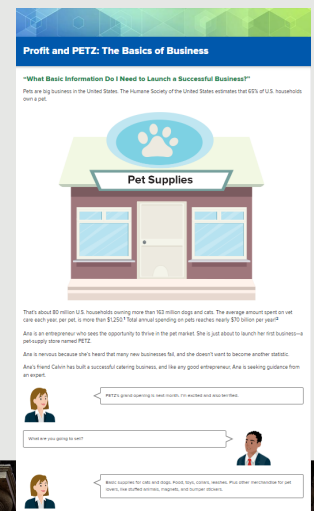 Profit and PETZ: The Basics of Business
“What Basic Information Do I Need to Launch a Successful Business?”
Pets are big business in the United States. The Humane Society of the United States estimates that 65% of U.S. households
own a pet.
Pet Supplies
That's about 80 million U.S. households owning more than 163 million dogs and cats. The average amount spent on vet
care each year, per pet, is more than $1,250.¹ Total annual spending on pets reaches nearly $70 billion per year!²
Ana is an entrepreneur who sees the opportunity to thrive in the pet market. She is just about to launch her first business—a
pet-supply store named PETZ.
Ana is nervous because she's heard that many new businesses fail, and she doesn't want to become another statistic.
Ana's friend Calvin has built a successful catering business, and like any good entrepreneur, Ana is seeking guidance from
an expert.
PETZ's grand opening is next month. I'm excited and also terrified.
What are you going to sell?
Basic supplies for cats and dogs. Food, toys, collars, leashes. Plus other merchandise for pet
lovers, like stuffed animals, magnets, and bumper stickers.